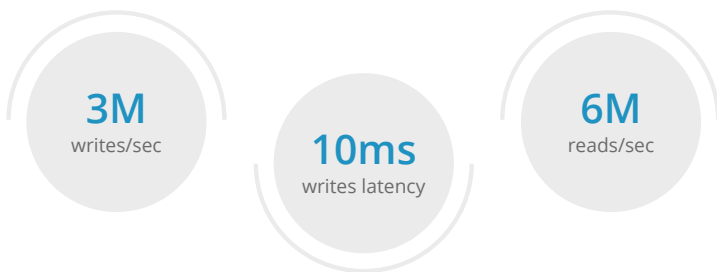 3M
writes/sec
10ms
writes latency
6M
reads/sec